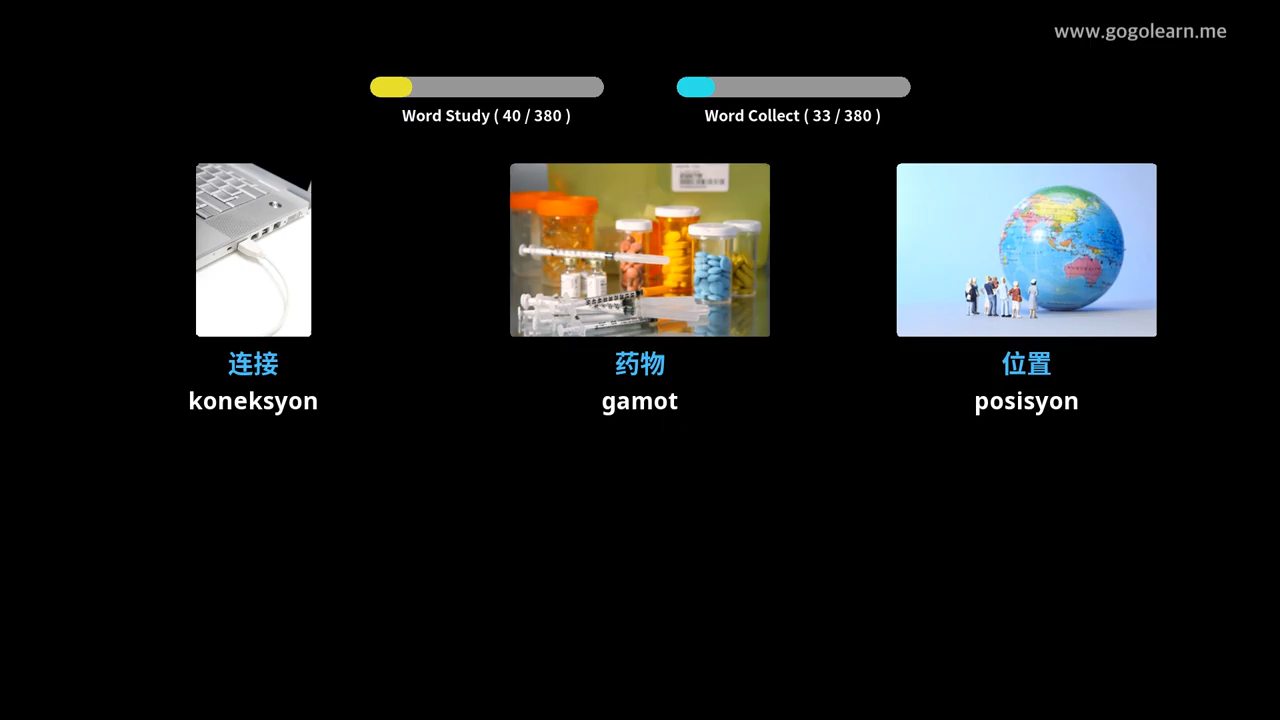 www.gogolearn.me
Word Study ( 40 / 380 )
Word Collect ( 33 / 380 )
连接
koneksyon
药物
gamot
位置
posisyon